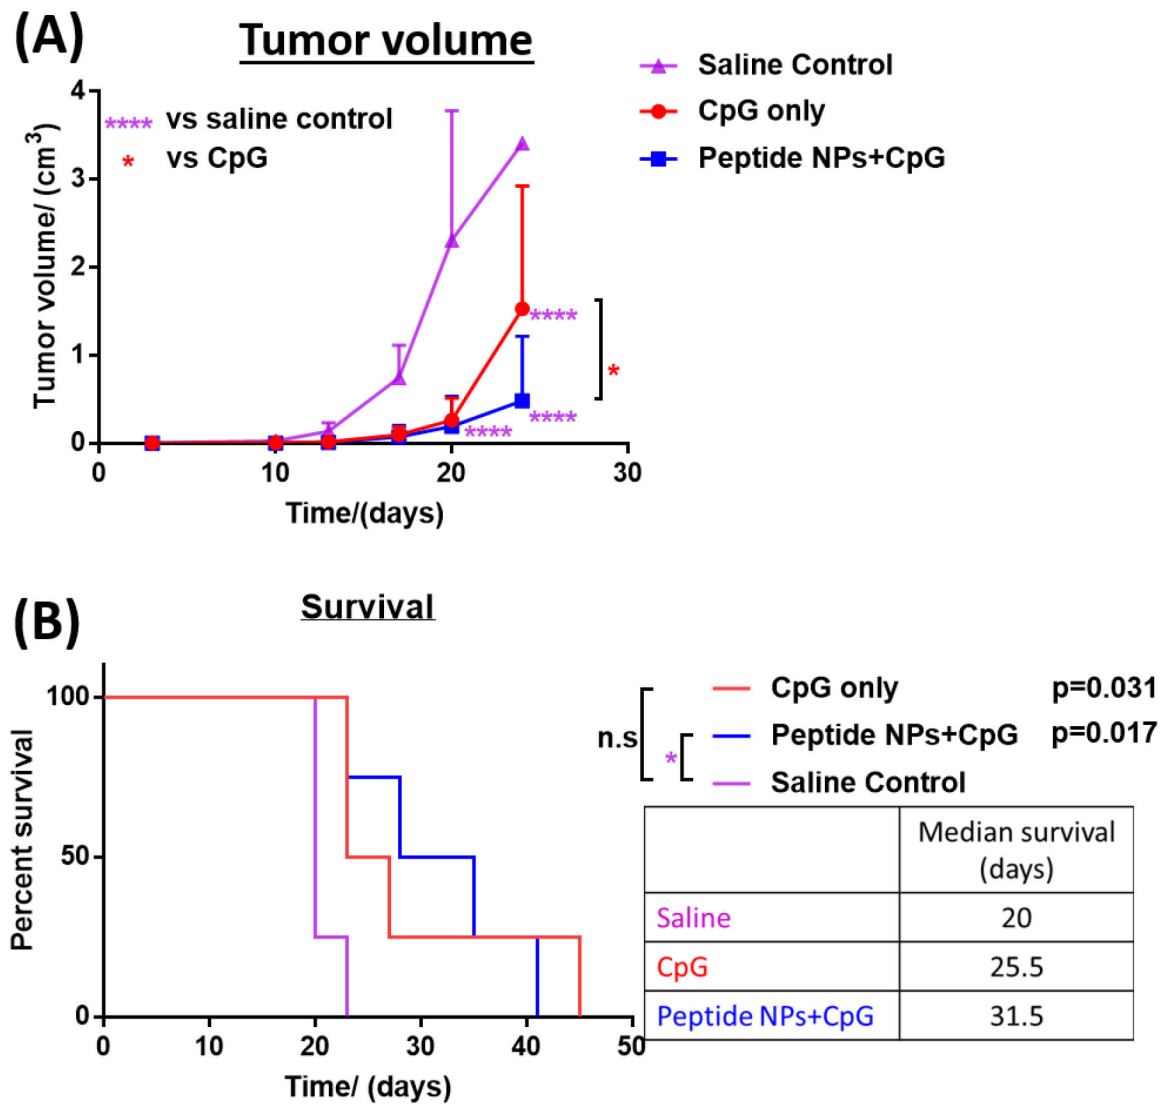 (A)
Tumor volume
Saline Control
CpG only
Peptide NPs+CpG
**** vs saline control
* vs CpG
Tumor volume/ (cm³)
4
3
2
1
0
****
*
****
****
0 10 20 30
Time/(days)
(B)
Survival
Percent survival
100
50
0
0 10 20 30 40 50
Time/ (days)
n.s
*
CpG only p=0.031
Peptide NPs+CpG p=0.017
Saline Control
Median survival
(days)
Saline 20
CpG 25.5
Peptide NPs+CpG 31.5